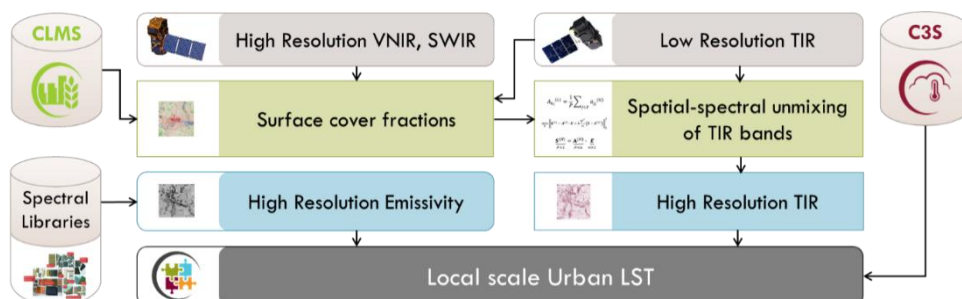 CLMS
High Resolution VNIR, SWIR
Low Resolution TIR
C3S
Surface cover fractions
Spatial-spectral unmixing
of TIR bands
Spectral
Libraries
High Resolution Emissivity
High Resolution TIR
Local scale Urban LST